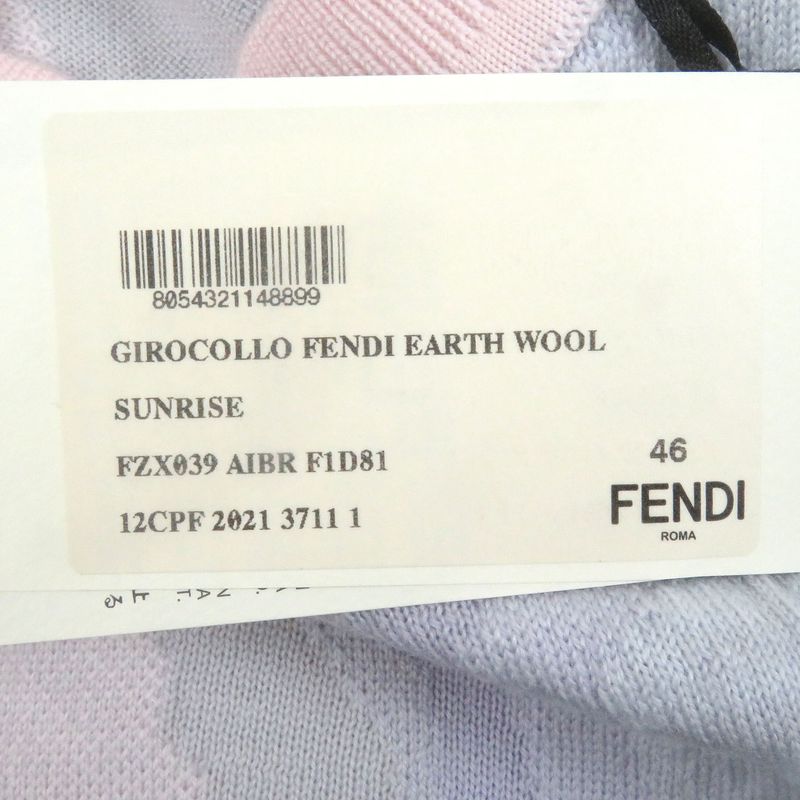 8054321148899
GIROCOLLO FENDI EARTH WOOL
SUNRISE
FZX039 AIBR F1D81
12CPF 2021 3711 1
46
FENDI
ROMA